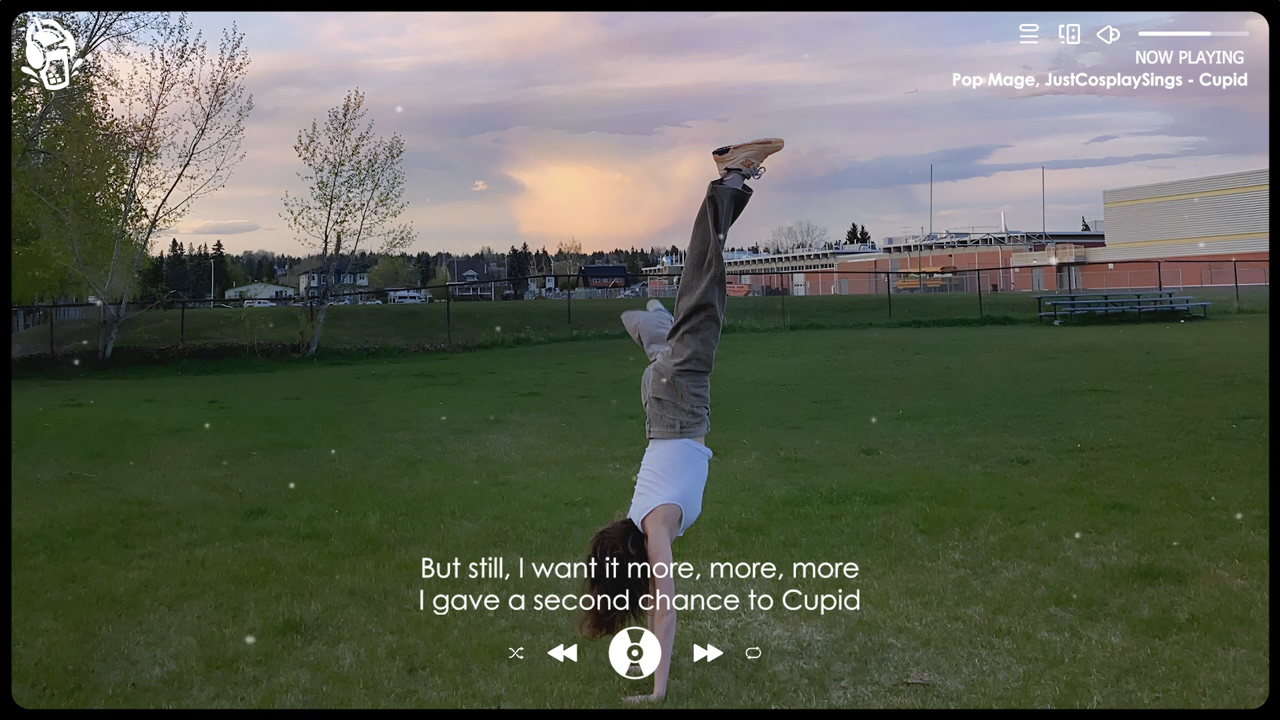 NOW PLAYING
Pop Mage, JustCosplaySings - Cupid
But still, I want it more, more, more
I gave a second chance to Cupid